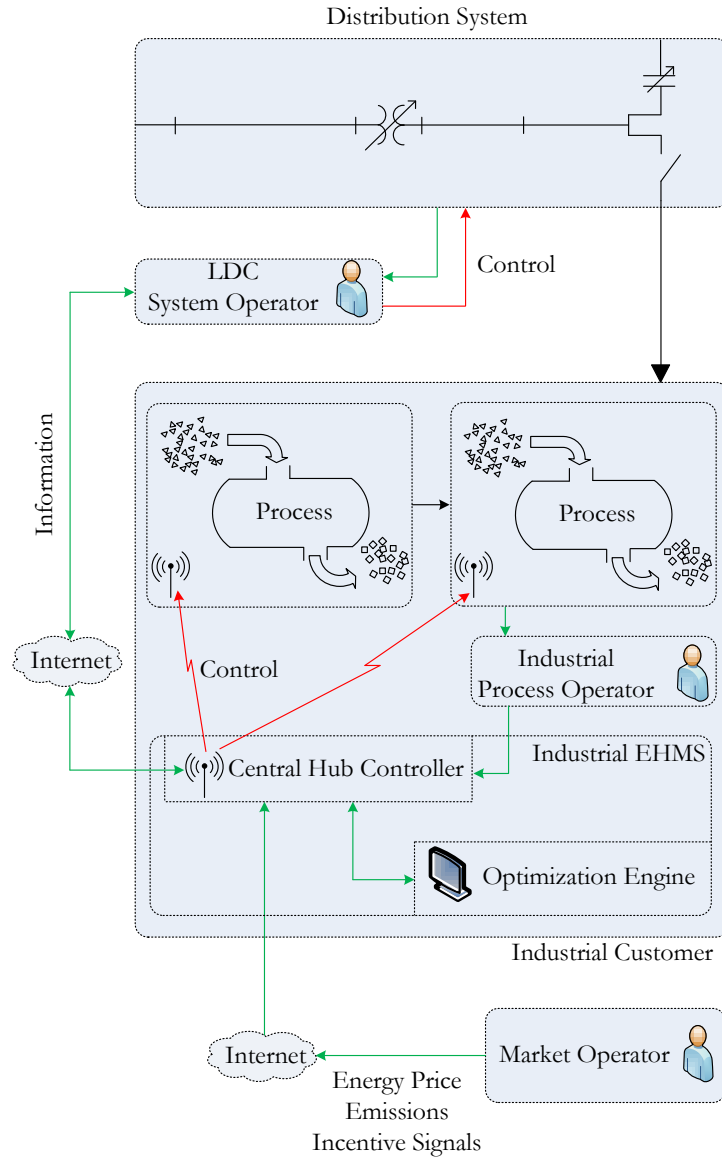 Distribution System
LDC
System Operator
Control
Information
Process
Process
Internet
Control
Industrial
Process Operator
Industrial EHMS
Central Hub Controller
Optimization Engine
Industrial Customer
Internet
Market Operator
Energy Price
Emissions
Incentive Signals